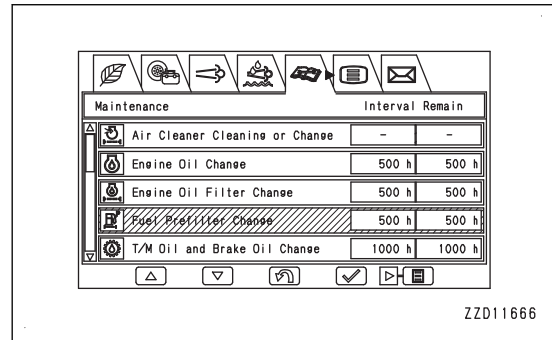 Maintenance Interval Remain
Air Cleaner Cleaning or Change - -
Engine Oil Change 500 h 500 h
Engine Oil Filter Change 500 h 500 h
Fuel Prefilter Change 500 h 500 h
T/M Oil and Brake Oil Change 1000 h 1000 h
ZZD11666